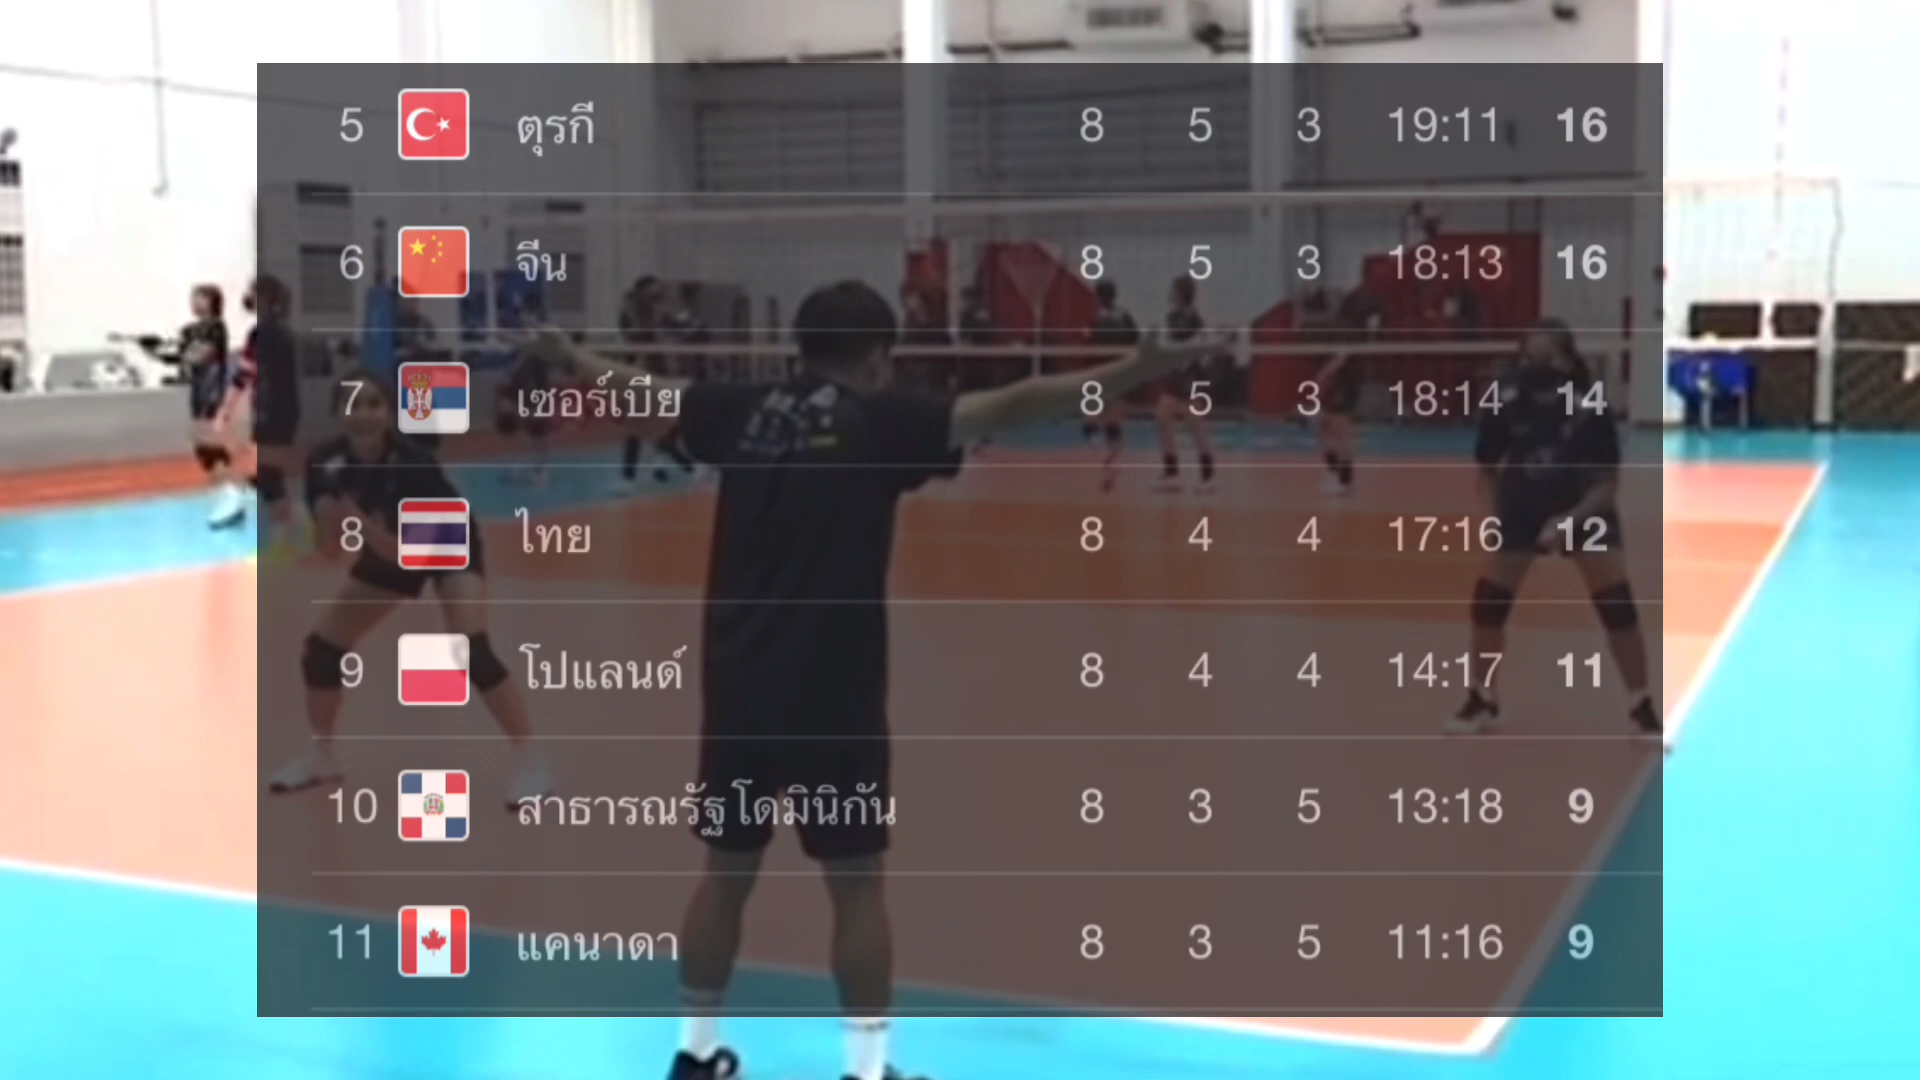 5 ตุรกี 8 5 3 19:11 16
6 จีน 8 5 3 18:13 16
7 เซอร์เบีย 8 5 3 18:14 14
8 ไทย 8 4 4 17:16 12
9 โปแลนด์ 8 4 4 14:17 11
10 สาธารณรัฐโดมินิกัน 8 3 5 13:18 9
11 แคนาดา 8 3 5 11:16 9